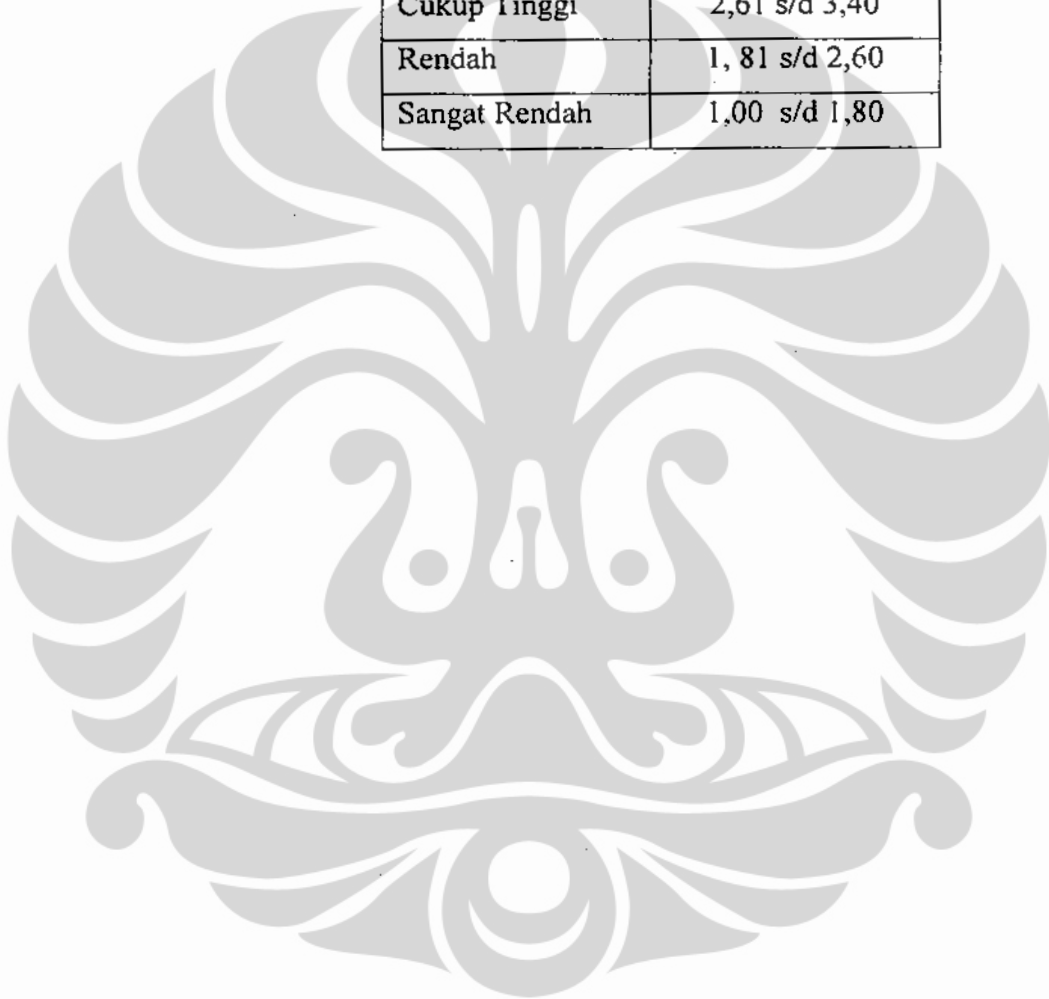 Cukup Tinggi 2,61 s/d 3,40
Rendah 1, 81 s/d 2,60
Sangat Rendah 1,00 s/d 1,80